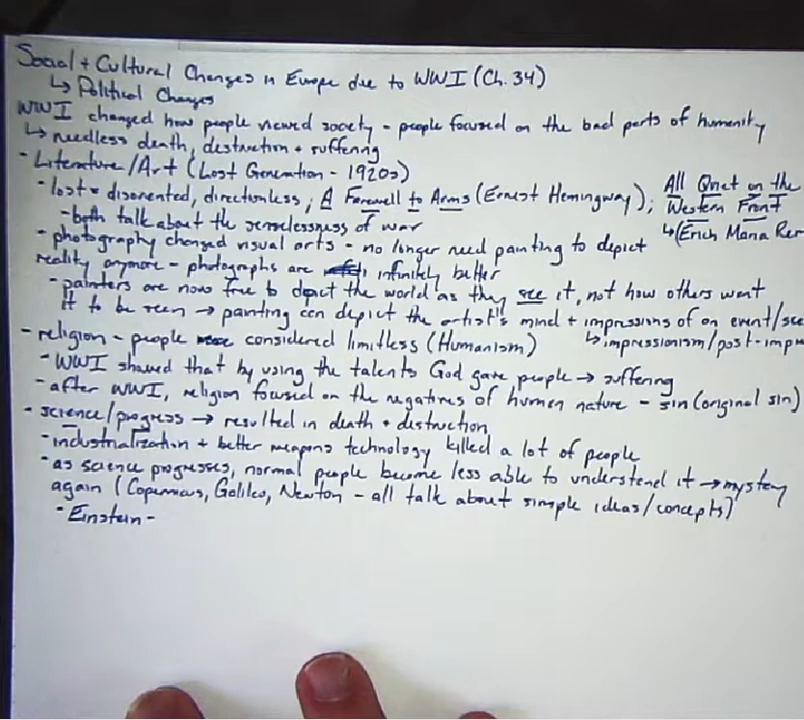 Social + Cultural Changes in Europe due to WWI (Ch. 34)
↳ Political Changes
WWI changed how people viewed society - people focused on the bad parts of humanity
↳ needless death, destruction + suffering
- Literature/Art (Lost Generation - 1920s)
- lost = disoriented, directionless; A Farewell to Arms (Ernest Hemingway); All Quiet on the
Western Front
↳ (Erich Maria Rem
- both talk about the senselessness of war
- photography changed visual arts - no longer need painting to depict
reality anymore - photographs are infinitely better
- painters are now free to depict the world as they see it, not how others want
it to be seen → painting can depict the artist's mind + impressions of an event/sce
↳ impressionism/post-imp
- religion - people considered limitless (Humanism)
- WWI showed that by using the talents God gave people → suffering
- after WWI, religion focused on the negatives of human nature - sin (original sin)
- science/progress → resulted in death + destruction
- industrialization + better weapons technology killed a lot of people
- as science progresses, normal people become less able to understand it → mystery
again (Copernicus, Galileo, Newton - all talk about simple ideas/concepts)
- Einstein -